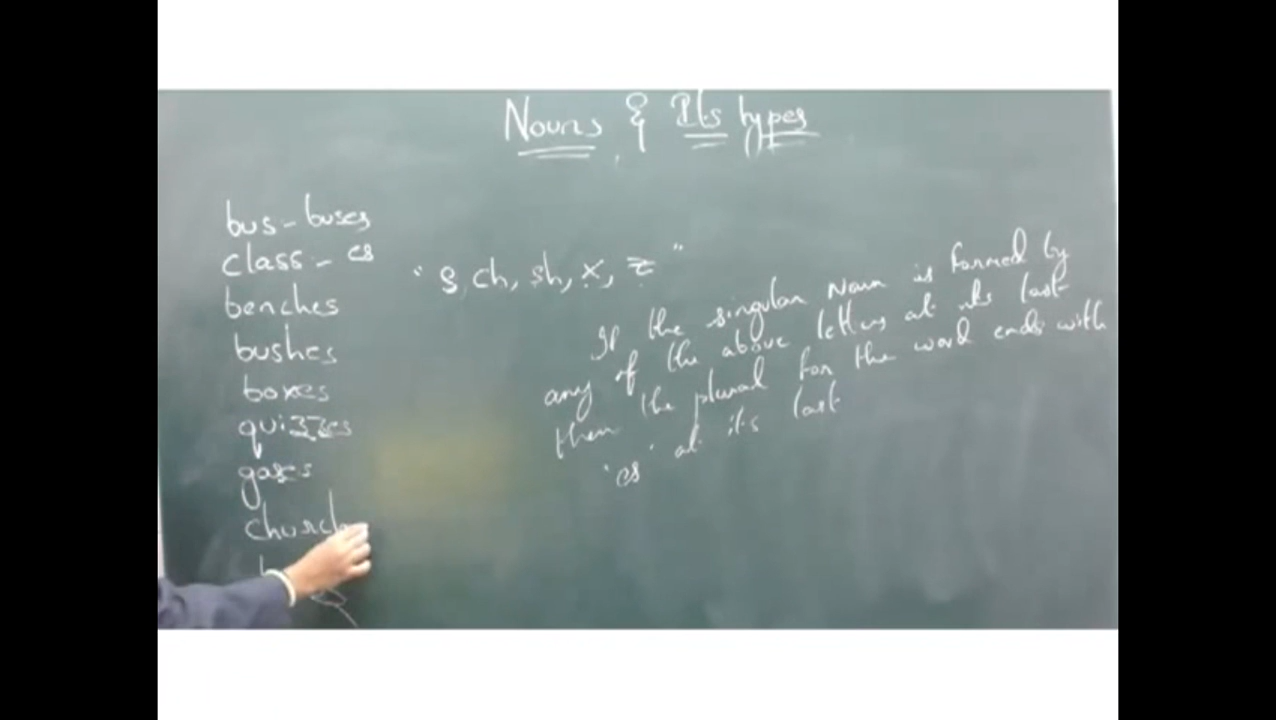 Nouns & Its types
bus - buses
class - es
benches
bushes
boxes
quizzes
gases
church
"s, ch, sh, x, z"
If the singular Noun is formed by
any of the above letters at its last
then the plural for the word ends with
'es' at its last